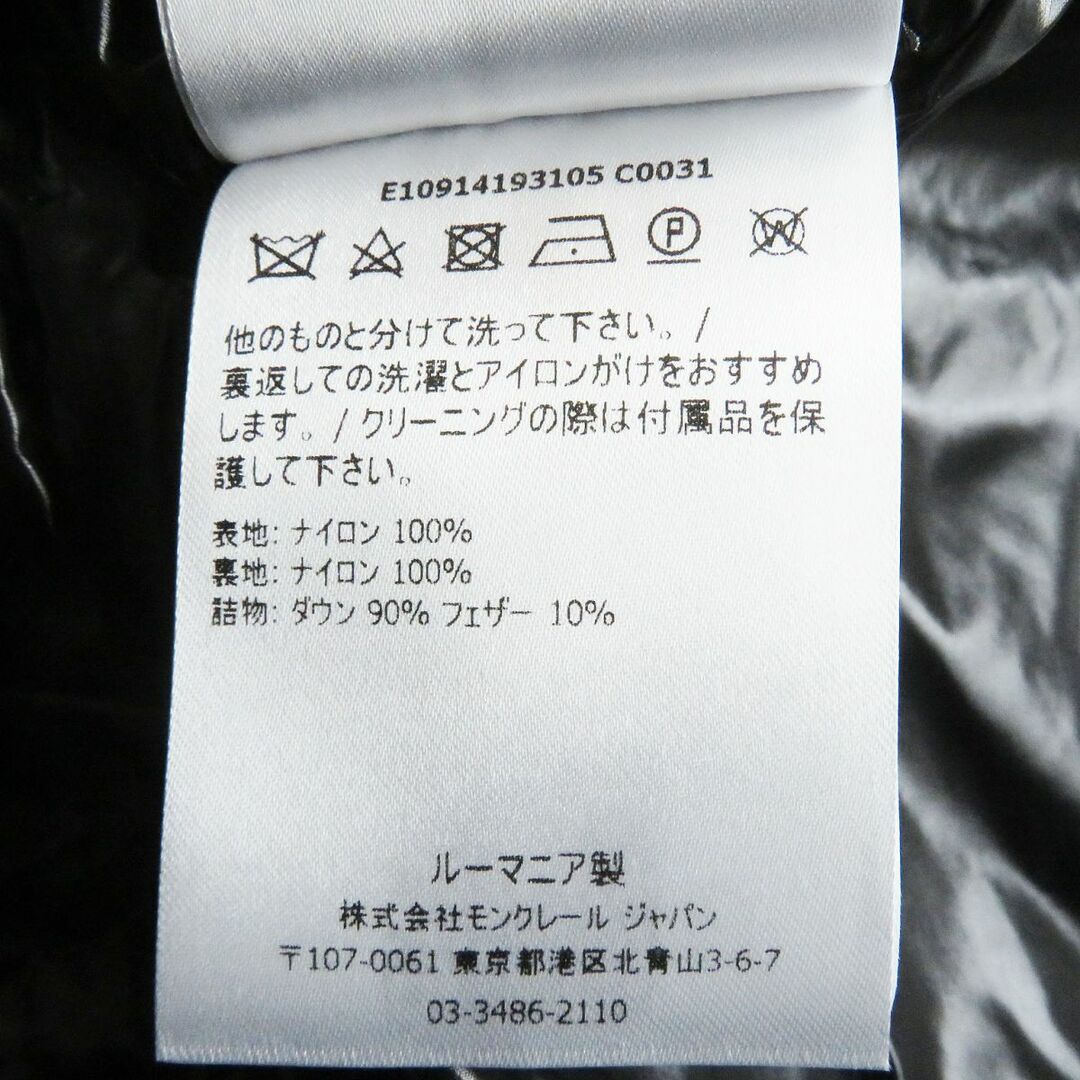 E10914193105 C0031
P
W
他のものと分けて洗って下さい。/
裏返しての洗濯とアイロンがけをおすすめ
します。/クリーニングの際は付属品を保
護して下さい。
表地: ナイロン 100%
裏地: ナイロン 100%
詰物: ダウン 90% フェザー 10%
ルーマニア製
株式会社モンクレール ジャパン
〒107-0061 東京都港区北青山3-6-7
03-3486-2110